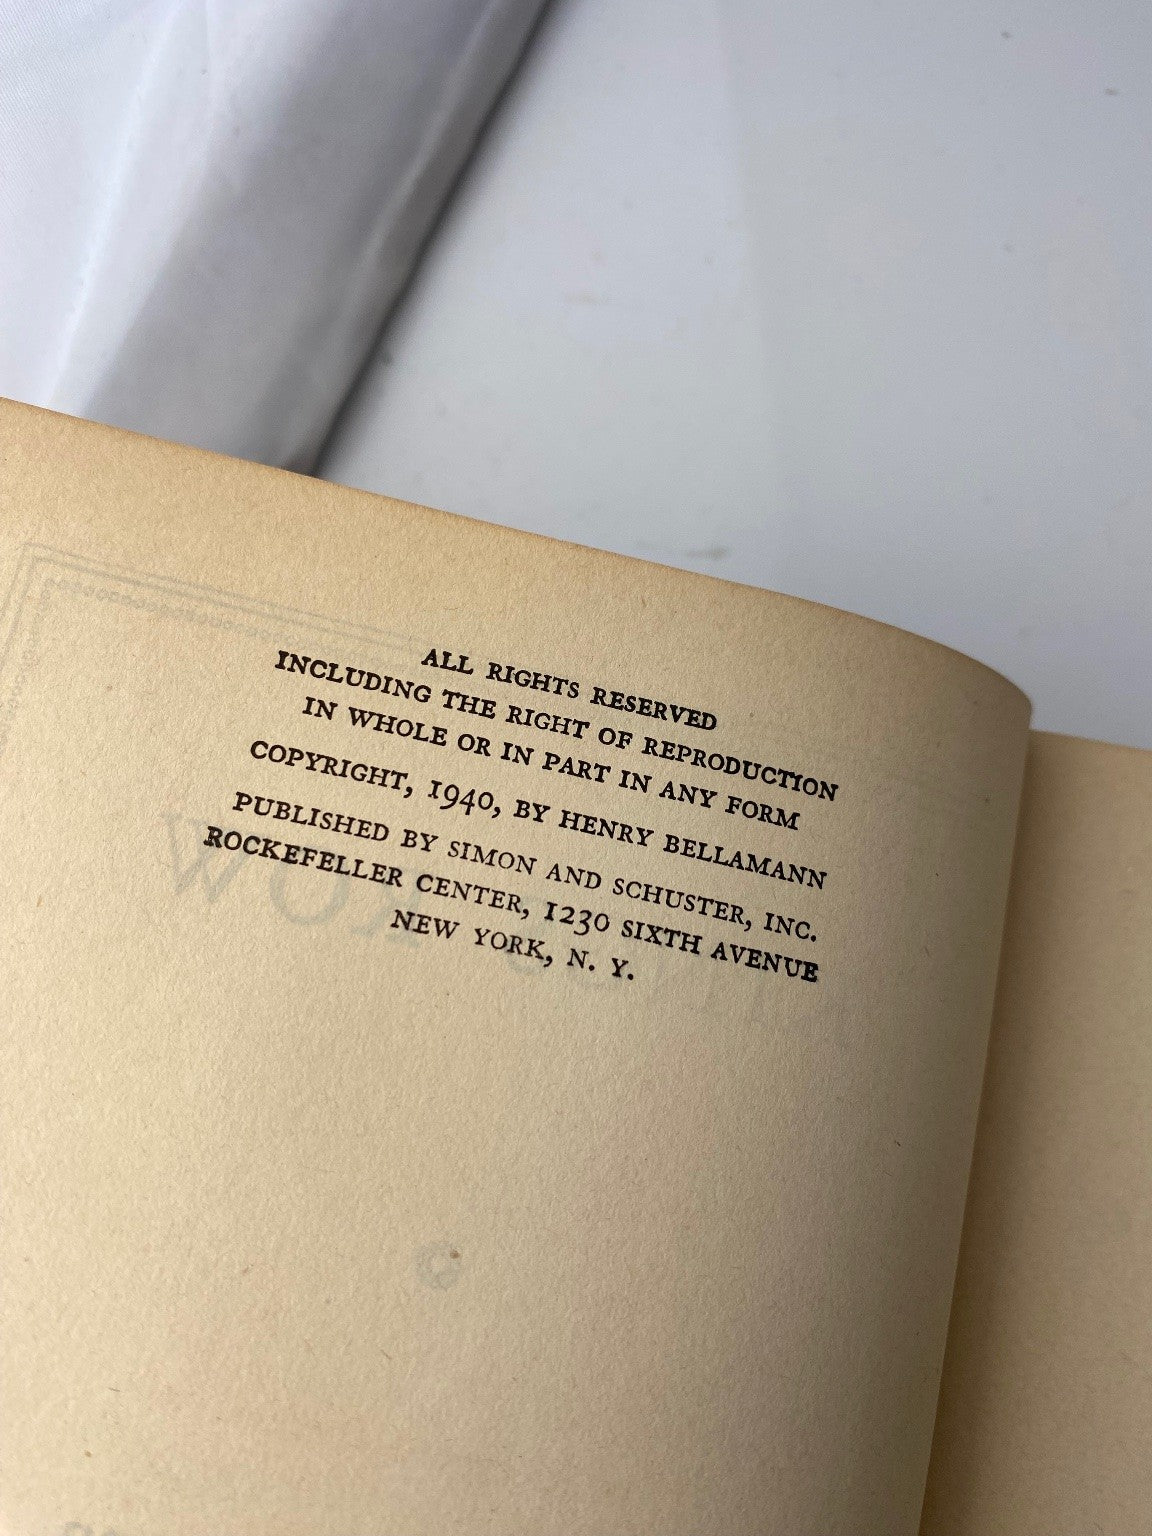 ALL RIGHTS RESERVED
INCLUDING THE RIGHT OF REPRODUCTION
IN WHOLE OR IN PART IN ANY FORM
COPYRIGHT, 1940, BY HENRY BELLAMANN
PUBLISHED BY SIMON AND SCHUSTER, INC.
ROCKEFELLER CENTER, 1230 SIXTH AVENUE
NEW YORK, N. Y.